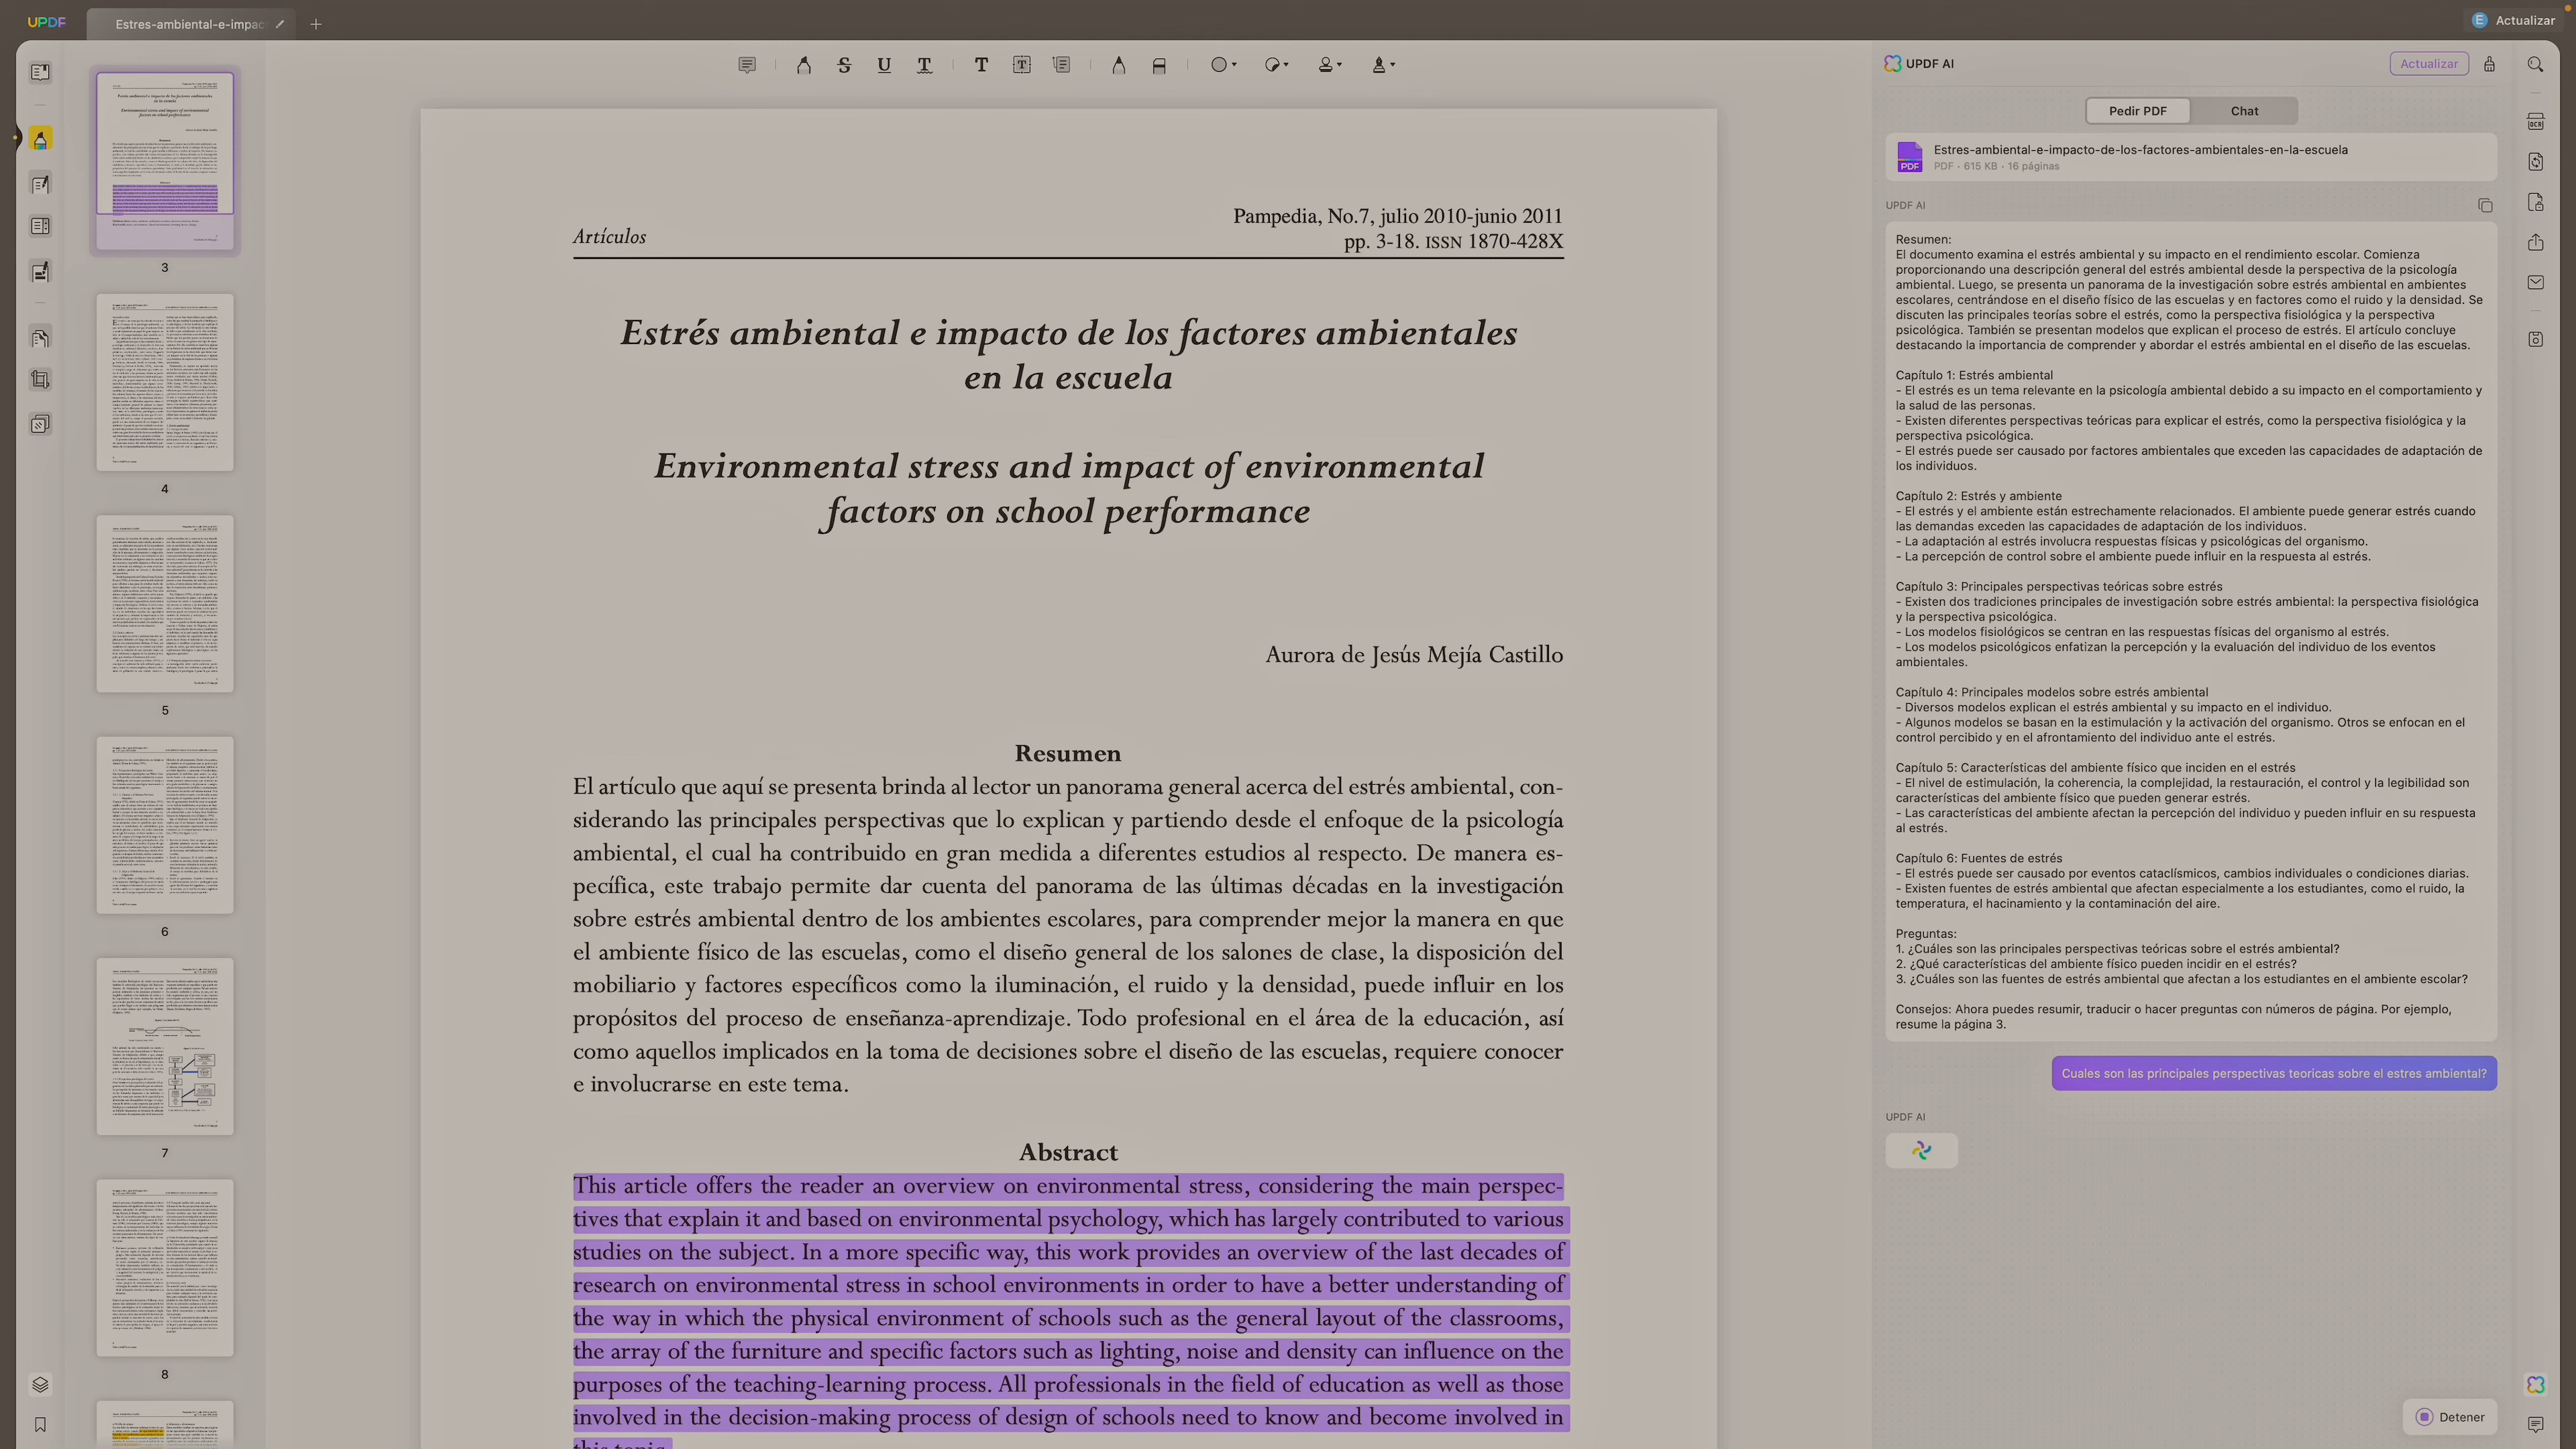 UPDF
Estres-ambiental-e-impac
Actualizar
3
4
5
6
7
8
Artículos
Pampedia, No.7, julio 2010-junio 2011
pp. 3-18. ISSN 1870-428X
Estrés ambiental e impacto de los factores ambientales
en la escuela
Environmental stress and impact of environmental
factors on school performance
Aurora de Jesús Mejía Castillo
Resumen
El artículo que aquí se presenta brinda al lector un panorama general acerca del estrés ambiental, con-
siderando las principales perspectivas que lo explican y partiendo desde el enfoque de la psicología
ambiental, el cual ha contribuido en gran medida a diferentes estudios al respecto. De manera es-
pecífica, este trabajo permite dar cuenta del panorama de las últimas décadas en la investigación
sobre estrés ambiental dentro de los ambientes escolares, para comprender mejor la manera en que
el ambiente físico de las escuelas, como el diseño general de los salones de clase, la disposición del
mobiliario y factores específicos como la iluminación, el ruido y la densidad, puede influir en los
propósitos del proceso de enseñanza-aprendizaje. Todo profesional en el área de la educación, así
como aquellos implicados en la toma de decisiones sobre el diseño de las escuelas, requiere conocer
e involucrarse en este tema.
Abstract
This article offers the reader an overview on environmental stress, considering the main perspec-
tives that explain it and based on environmental psychology, which has largely contributed to various
studies on the subject. In a more specific way, this work provides an overview of the last decades of
research on environmental stress in school environments in order to have a better understanding of
the way in which the physical environment of schools such as the general layout of the classrooms,
the array of the furniture and specific factors such as lighting, noise and density can influence on the
purposes of the teaching-learning process. All professionals in the field of education as well as those
involved in the decision-making process of design of schools need to know and become involved in
this topic.
UPDF AI
Actualizar
Pedir PDF
Chat
PDF
Estres-ambiental-e-impacto-de-los-factores-ambientales-en-la-escuela
PDF · 615 KB · 16 páginas
UPDF AI
Resumen:
El documento examina el estrés ambiental y su impacto en el rendimiento escolar. Comienza
proporcionando una descripción general del estrés ambiental desde la perspectiva de la psicología
ambiental. Luego, se presenta un panorama de la investigación sobre estrés ambiental en ambientes
escolares, centrándose en el diseño físico de las escuelas y en factores como el ruido y la densidad. Se
discuten las principales teorías sobre el estrés, como la perspectiva fisiológica y la perspectiva
psicológica. También se presentan modelos que explican el proceso de estrés. El artículo concluye
destacando la importancia de comprender y abordar el estrés ambiental en el diseño de las escuelas.
Capítulo 1: Estrés ambiental
- El estrés es un tema relevante en la psicología ambiental debido a su impacto en el comportamiento y
la salud de las personas.
- Existen diferentes perspectivas teóricas para explicar el estrés, como la perspectiva fisiológica y la
perspectiva psicológica.
- El estrés puede ser causado por factores ambientales que exceden las capacidades de adaptación de
los individuos.
Capítulo 2: Estrés y ambiente
- El estrés y el ambiente están estrechamente relacionados. El ambiente puede generar estrés cuando
las demandas exceden las capacidades de adaptación de los individuos.
- La adaptación al estrés involucra respuestas físicas y psicológicas del organismo.
- La percepción de control sobre el ambiente puede influir en la respuesta al estrés.
Capítulo 3: Principales perspectivas teóricas sobre estrés
- Existen dos tradiciones principales de investigación sobre estrés ambiental: la perspectiva fisiológica
y la perspectiva psicológica.
- Los modelos fisiológicos se centran en las respuestas físicas del organismo al estrés.
- Los modelos psicológicos enfatizan la percepción y la evaluación del individuo de los eventos
ambientales.
Capítulo 4: Principales modelos sobre estrés ambiental
- Diversos modelos explican el estrés ambiental y su impacto en el individuo.
- Algunos modelos se basan en la estimulación y la activación del organismo. Otros se enfocan en el
control percibido y en el afrontamiento del individuo ante el estrés.
Capítulo 5: Características del ambiente físico que inciden en el estrés
- El nivel de estimulación, la coherencia, la complejidad, la restauración, el control y la legibilidad son
características del ambiente físico que pueden generar estrés.
- Las características del ambiente afectan la percepción del individuo y pueden influir en su respuesta
al estrés.
Capítulo 6: Fuentes de estrés
- El estrés puede ser causado por eventos cataclísmicos, cambios individuales o condiciones diarias.
- Existen fuentes de estrés ambiental que afectan especialmente a los estudiantes, como el ruido, la
temperatura, el hacinamiento y la contaminación del aire.
Preguntas:
1. ¿Cuáles son las principales perspectivas teóricas sobre el estrés ambiental?
2. ¿Qué características del ambiente físico pueden incidir en el estrés?
3. ¿Cuáles son las fuentes de estrés ambiental que afectan a los estudiantes en el ambiente escolar?
Consejos: Ahora puedes resumir, traducir o hacer preguntas con números de página. Por ejemplo,
resume la página 3.
Cuales son las principales perspectivas teoricas sobre el estres ambiental?
UPDF AI
Detener